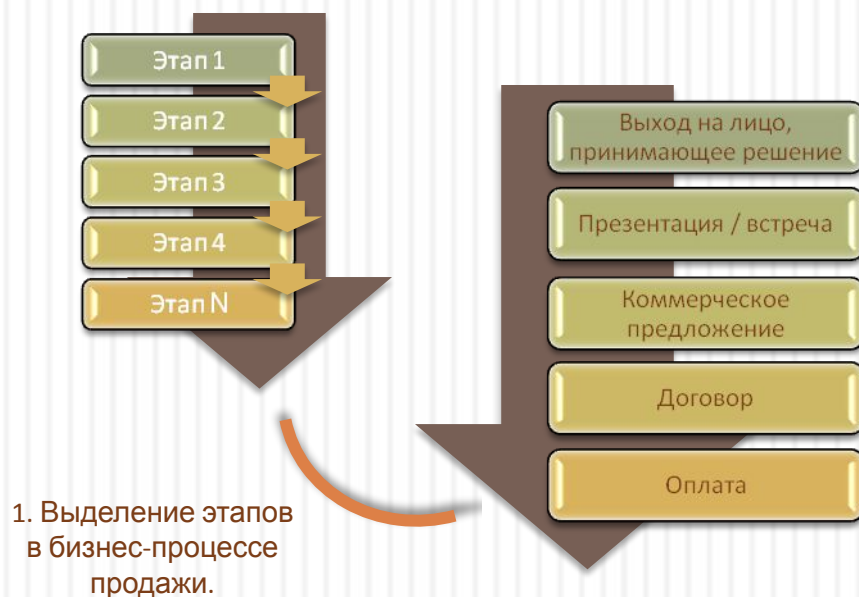 Этап 1
Этап 2
Этап 3
Этап 4
Этап N
Выход на лицо,
принимающее решение
Презентация / встреча
Коммерческое
предложение
Договор
Оплата
1. Выделение этапов
в бизнес-процессе
продажи.